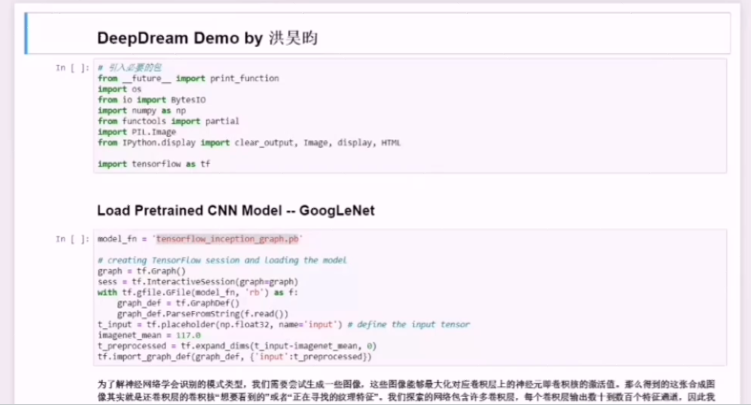 DeepDream Demo by 洪昊昀
In [ ]: # 引入必要的包
from __future__ import print_function
import os
from io import BytesIO
import numpy as np
from functools import partial
import PIL.Image
from IPython.display import clear_output, Image, display, HTML
import tensorflow as tf
Load Pretrained CNN Model -- GoogLeNet
In [ ]: model_fn = 'tensorflow_inception_graph.pb'
# creating TensorFlow session and loading the model
graph = tf.Graph()
sess = tf.InteractiveSession(graph=graph)
with tf.gfile.GFile(model_fn, 'rb') as f:
graph_def = tf.GraphDef()
graph_def.ParseFromString(f.read())
t_input = tf.placeholder(np.float32, name='input') # define the input tensor
imagenet_mean = 117.0
t_preprocessed = tf.expand_dims(t_input-imagenet_mean, 0)
tf.import_graph_def(graph_def, {'input':t_preprocessed})
为了解神经网络学会识别的模式类型，我们需要尝试生成一些图像，这些图像能够最大化对应卷积层上的神经元即卷积核的激活值。那么得到的这张合成图
像其实就是还卷积层的卷积核“想要看到的”或者“正在寻找的纹理特征”。我们探索的网络包含许多卷积层，每个卷积层输出数十到数百个特征通道，因此我